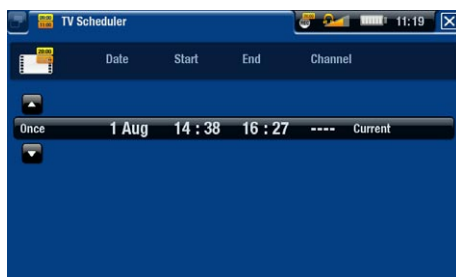 TV Scheduler 11:19
Date Start End Channel
Once 1 Aug 14 : 38 16 : 27 ---- Current